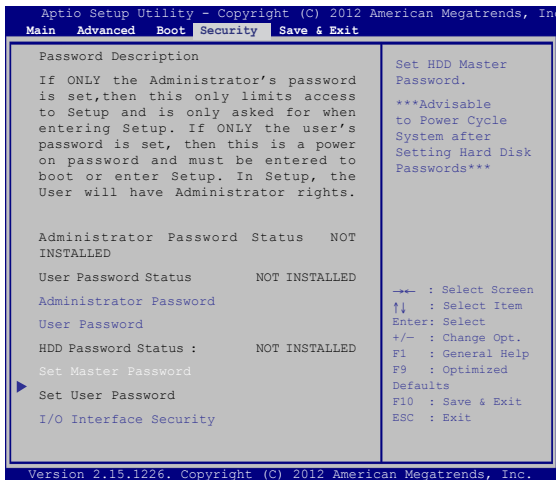 Aptio Setup Utility - Copyright (C) 2012 American Megatrends, In
Main Advanced Boot Security Save & Exit
Password Description
If ONLY the Administrator's password
is set,then this only limits access
to Setup and is only asked for when
entering Setup. If ONLY the user's
password is set, then this is a power
on password and must be entered to
boot or enter Setup. In Setup, the
User will have Administrator rights.
Administrator Password Status NOT
INSTALLED
User Password Status NOT INSTALLED
Administrator Password
User Password
HDD Password Status : NOT INSTALLED
Set Master Password
Set User Password
I/O Interface Security
Set HDD Master
Password.
***Advisable
to Power Cycle
System after
Setting Hard Disk
Passwords***
→← : Select Screen
↑↓ : Select Item
Enter: Select
+/— : Change Opt.
F1 : General Help
F9 : Optimized
Defaults
F10 : Save & Exit
ESC : Exit
Version 2.15.1226. Copyright (C) 2012 American Megatrends, Inc.